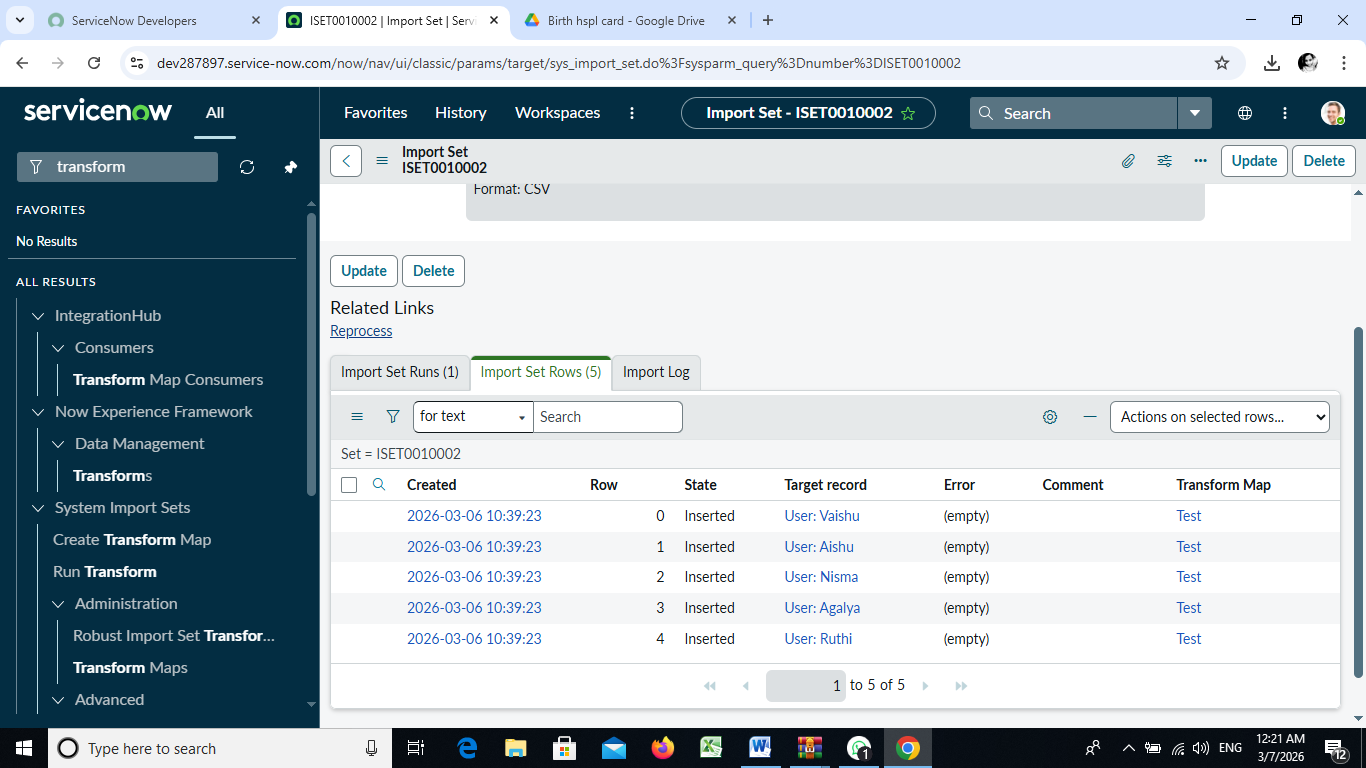 ServiceNow Developers
ISET0010002 | Import Set | Servi
Birth hspl card - Google Drive
dev287897.service-now.com/now/nav/ui/classic/params/target/sys_import_set.do%3Fsysparm_query%3Dnumber%3DISET0010002
servicenow
All
Favorites
History
Workspaces
Import Set - ISET0010002
Search
transform
Import Set
ISET0010002
Update
Delete
FAVORITES
No Results
ALL RESULTS
IntegrationHub
Consumers
Transform Map Consumers
Now Experience Framework
Data Management
Transforms
System Import Sets
Create Transform Map
Run Transform
Administration
Robust Import Set Transfor...
Transform Maps
Advanced
Format: CSV
Update
Delete
Related Links
Reprocess
Import Set Runs (1)
Import Set Rows (5)
Import Log
for text
Search
Actions on selected rows...
Set = ISET0010002
Created Row State Target record Error Comment Transform Map
2026-03-06 10:39:23 0 Inserted User: Vaishu (empty) Test
2026-03-06 10:39:23 1 Inserted User: Aishu (empty) Test
2026-03-06 10:39:23 2 Inserted User: Nisma (empty) Test
2026-03-06 10:39:23 3 Inserted User: Agalya (empty) Test
2026-03-06 10:39:23 4 Inserted User: Ruthi (empty) Test
1 to 5 of 5
Type here to search
1
ENG
12:21 AM
3/7/2026
12